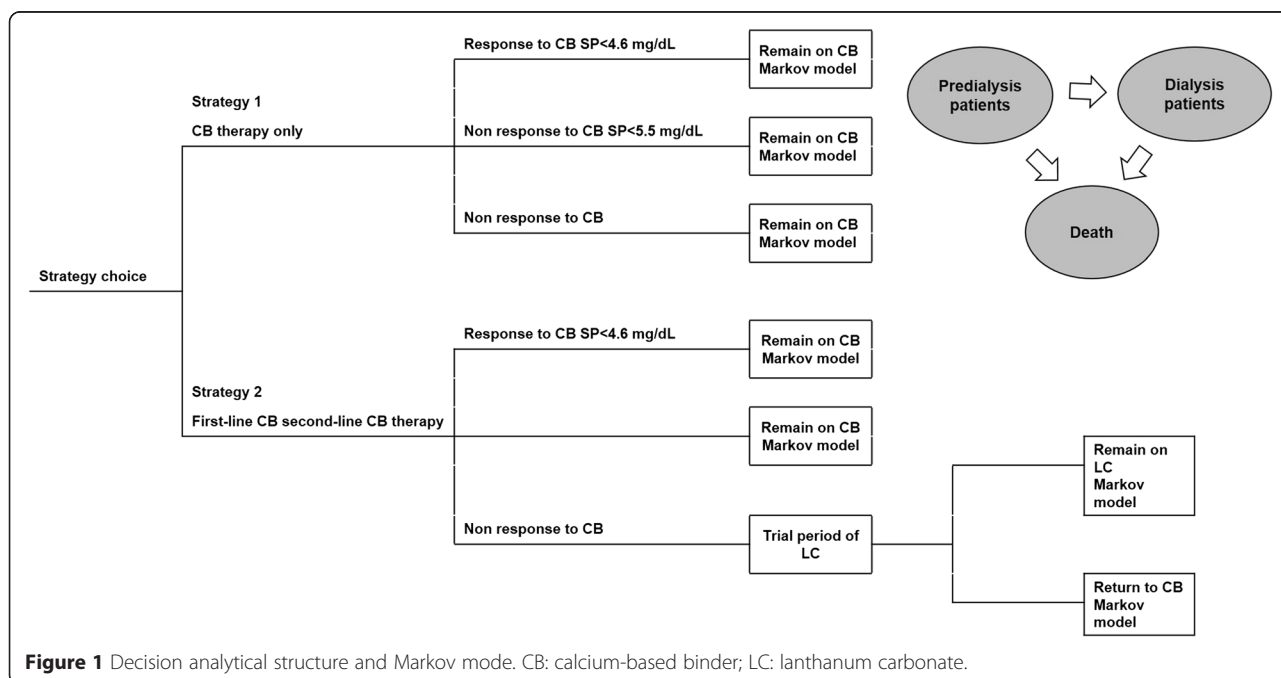 Response to CB SP<4.6 mg/dL
Remain on CB
Markov model
Strategy 1
CB therapy only
Non response to CB SP<5.5 mg/dL
Remain on CB
Markov model
Non response to CB
Remain on CB
Markov model
Predialysis
patients
Dialysis
patients
Death
Strategy choice
Response to CB SP<4.6 mg/dL
Remain on CB
Markov model
Strategy 2
First-line CB second-line CB therapy
Remain on CB
Markov model
Non response to CB
Trial period of
LC
Remain on
LC
Markov
model
Return to CB
Markov
model
Figure 1 Decision analytical structure and Markov mode. CB: calcium-based binder; LC: lanthanum carbonate.